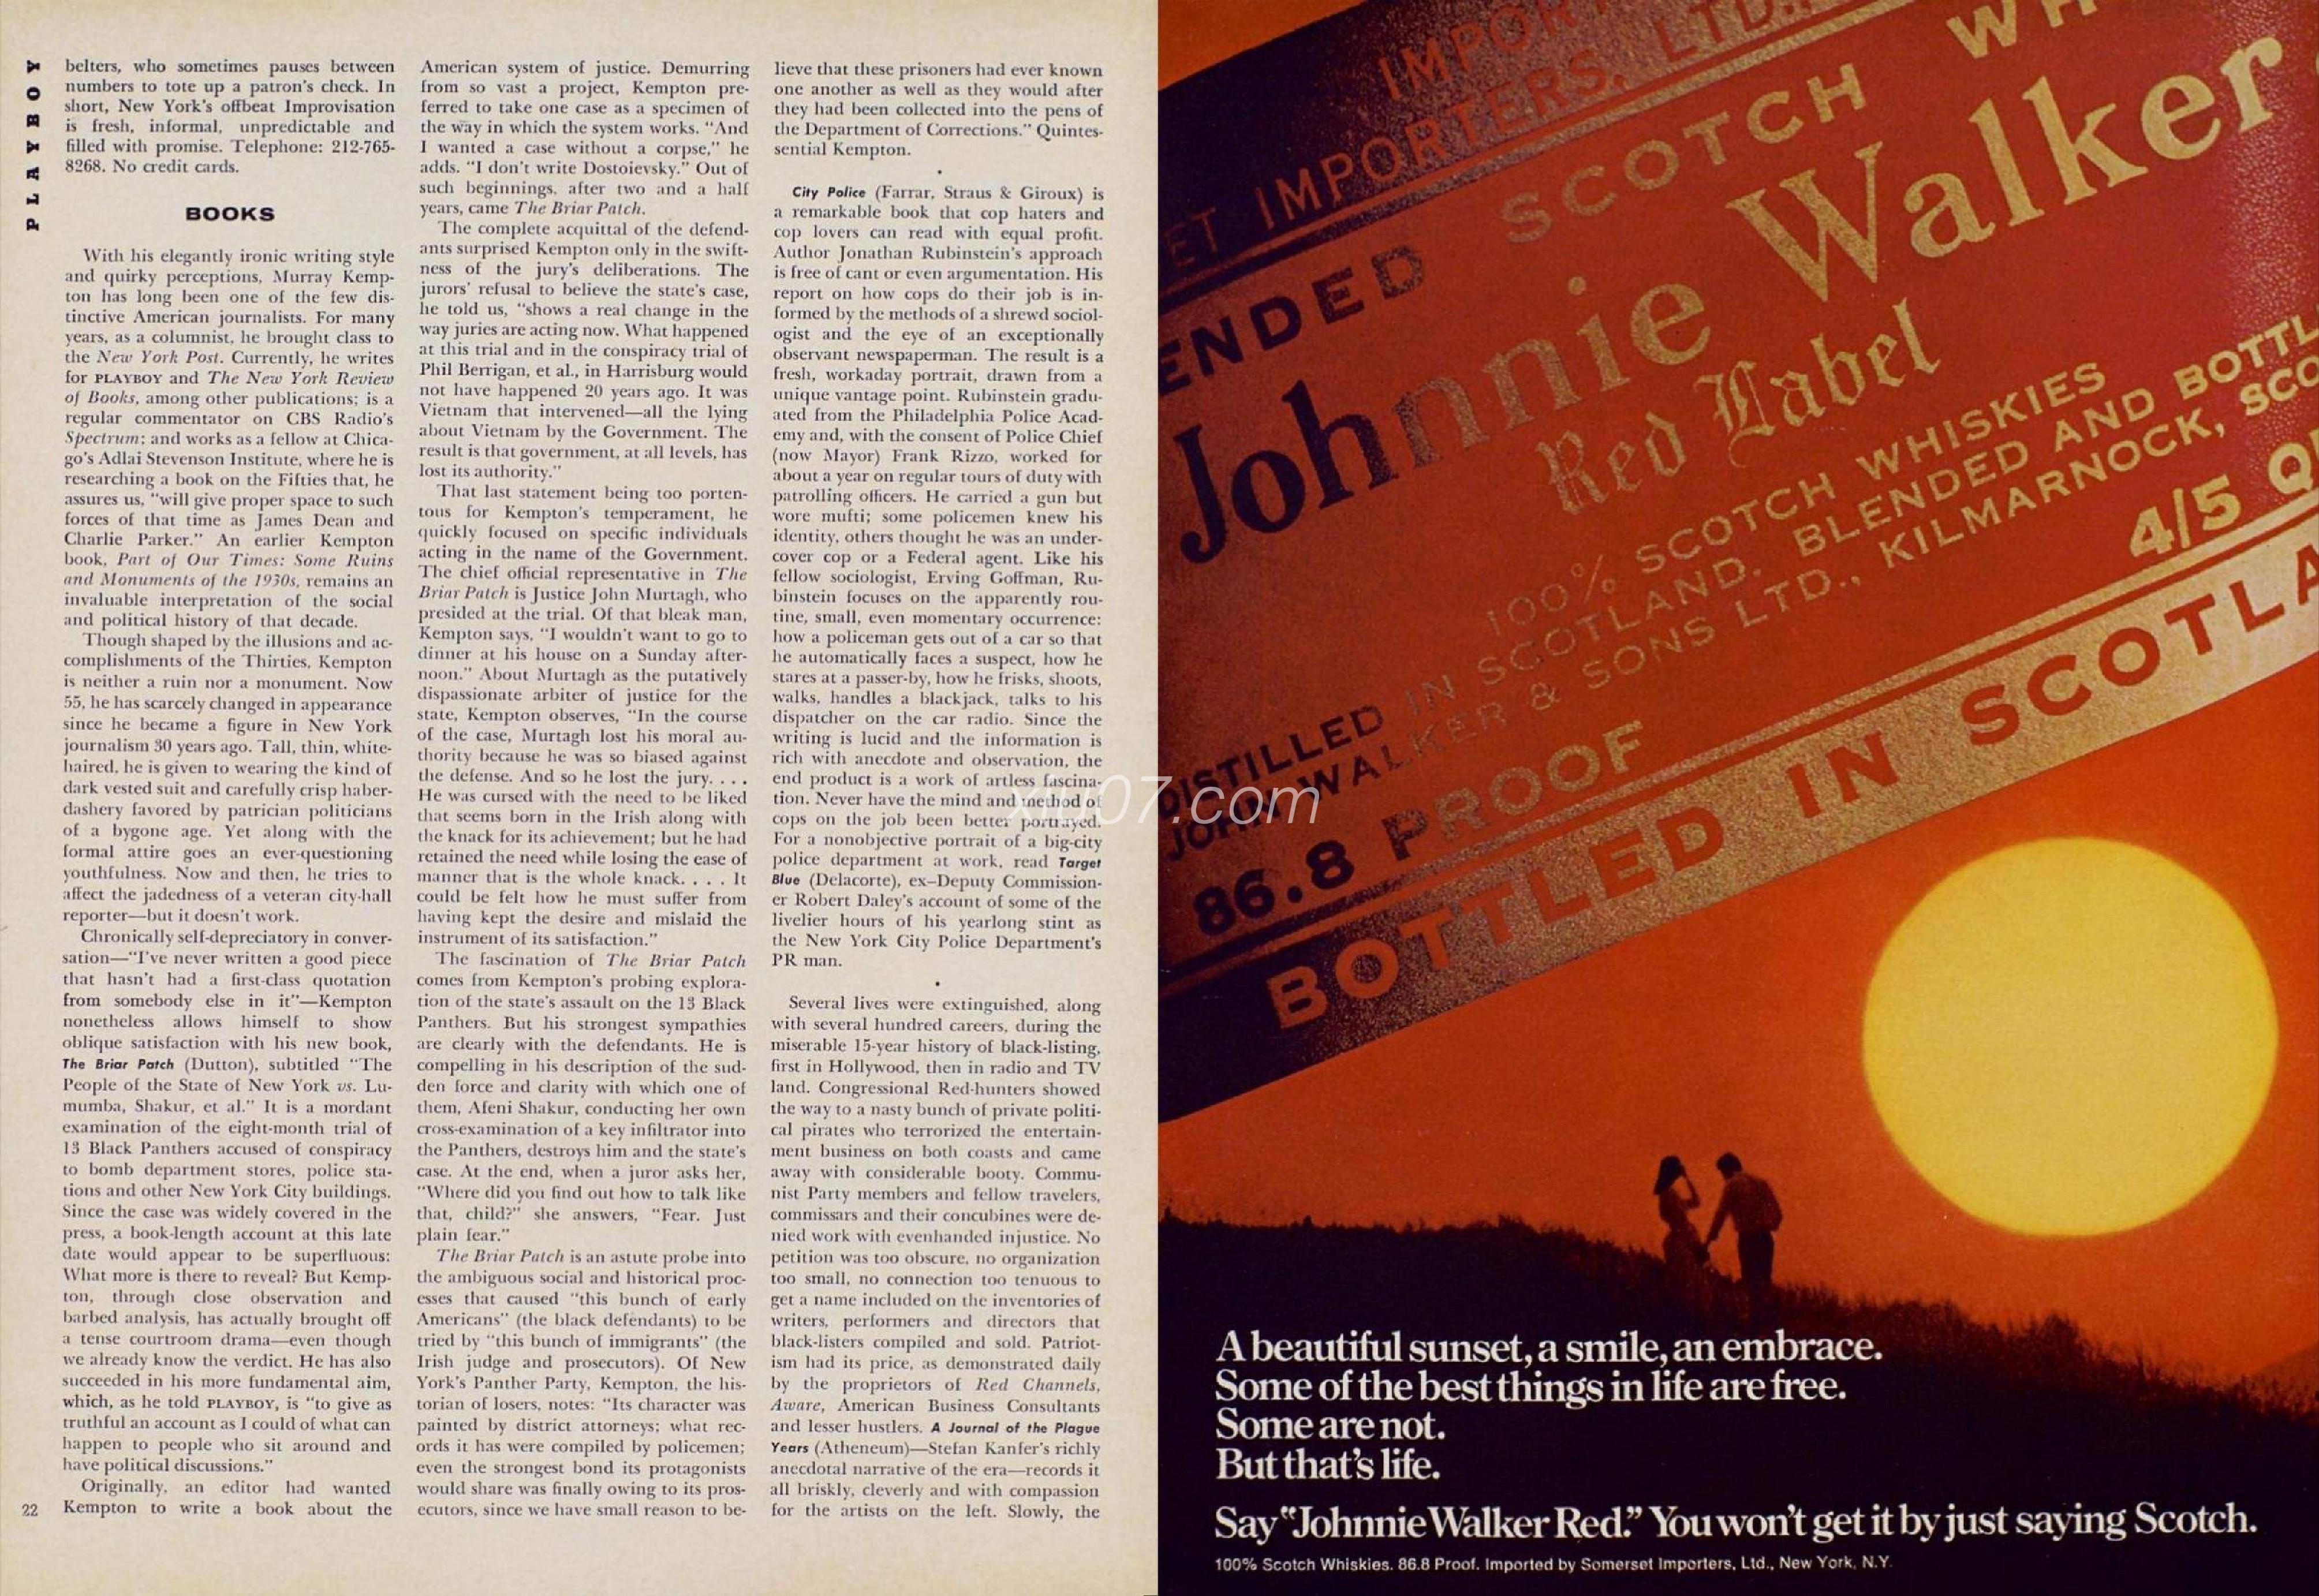 PLAYBOY
belters, who sometimes pauses between
numbers to tote up a patron's check. In
short, New York's offbeat Improvisation
is fresh, informal, unpredictable and
filled with promise. Telephone: 212-765-
8268. No credit cards.
BOOKS
With his elegantly ironic writing style
and quirky perceptions, Murray Kemp-
ton has long been one of the few dis-
tinctive American journalists. For many
years, as a columnist, he brought class to
the New York Post. Currently, he writes
for PLAYBOY and The New York Review
of Books, among other publications; is a
regular commentator on CBS Radio's
Spectrum; and works as a fellow at Chica-
go's Adlai Stevenson Institute, where he is
researching a book on the Fifties that, he
assures us, "will give proper space to such
forces of that time as James Dean and
Charlie Parker." An earlier Kempton
book, Part of Our Times: Some Ruins
and Monuments of the 1930s, remains an
invaluable interpretation of the social
and political history of that decade.
Though shaped by the illusions and ac-
complishments of the Thirties, Kempton
is neither a ruin nor a monument. Now
55, he has scarcely changed in appearance
since he became a figure in New York
journalism 30 years ago. Tall, thin, white-
haired, he is given to wearing the kind of
dark vested suit and carefully crisp haber-
dashery favored by patrician politicians
of a bygone age. Yet along with the
formal attire goes an ever-questioning
youthfulness. Now and then, he tries to
affect the jadedness of a veteran city-hall
reporter—but it doesn't work.
Chronically self-depreciatory in conver-
sation—"I've never written a good piece
that hasn't had a first-class quotation
from somebody else in it"—Kempton
nonetheless allows himself to show
oblique satisfaction with his new book,
The Briar Patch (Dutton), subtitled "The
People of the State of New York vs. Lu-
mumba, Shakur, et al." It is a mordant
examination of the eight-month trial of
13 Black Panthers accused of conspiracy
to bomb department stores, police sta-
tions and other New York City buildings.
Since the case was widely covered in the
press, a book-length account at this late
date would appear to be superfluous:
What more is there to reveal? But Kemp-
ton, through close observation and
barbed analysis, has actually brought off
a tense courtroom drama—even though
we already know the verdict. He has also
succeeded in his more fundamental aim,
which, as he told PLAYBOY, is "to give as
truthful an account as I could of what can
happen to people who sit around and
have political discussions."
Originally, an editor had wanted
Kempton to write a book about the
22
American system of justice. Demurring
from so vast a project, Kempton pre-
ferred to take one case as a specimen of
the way in which the system works. "And
I wanted a case without a corpse," he
adds. "I don't write Dostoievsky." Out of
such beginnings, after two and a half
years, came The Briar Patch.
The complete acquittal of the defend-
ants surprised Kempton only in the swift-
ness of the jury's deliberations. The
jurors' refusal to believe the state's case,
he told us, "shows a real change in the
way juries are acting now. What happened
at this trial and in the conspiracy trial of
Phil Berrigan, et al., in Harrisburg would
not have happened 20 years ago. It was
Vietnam that intervened—all the lying
about Vietnam by the Government. The
result is that government, at all levels, has
lost its authority."
That last statement being too porten-
tous for Kempton's temperament, he
quickly focused on specific individuals
acting in the name of the Government.
The chief official representative in The
Briar Patch is Justice John Murtagh, who
presided at the trial. Of that bleak man,
Kempton says, "I wouldn't want to go to
dinner at his house on a Sunday after-
noon." About Murtagh as the putatively
dispassionate arbiter of justice for the
state, Kempton observes, "In the course
of the case, Murtagh lost his moral au-
thority because he was so biased against
the defense. And so he lost the jury. . . .
He was cursed with the need to be liked
that seems born in the Irish along with
the knack for its achievement; but he had
retained the need while losing the ease of
manner that is the whole knack. . . . It
could be felt how he must suffer from
having kept the desire and mislaid the
instrument of its satisfaction."
The fascination of The Briar Patch
comes from Kempton's probing explora-
tion of the state's assault on the 13 Black
Panthers. But his strongest sympathies
are clearly with the defendants. He is
compelling in his description of the sud-
den force and clarity with which one of
them, Afeni Shakur, conducting her own
cross-examination of a key infiltrator into
the Panthers, destroys him and the state's
case. At the end, when a juror asks her,
"Where did you find out how to talk like
that, child?" she answers, "Fear. Just
plain fear."
The Briar Patch is an astute probe into
the ambiguous social and historical proc-
esses that caused "this bunch of early
Americans" (the black defendants) to be
tried by "this bunch of immigrants" (the
Irish judge and prosecutors). Of New
York's Panther Party, Kempton, the his-
torian of losers, notes: "Its character was
painted by district attorneys; what rec-
ords it has were compiled by policemen;
even the strongest bond its protagonists
would share was finally owing to its pros-
ecutors, since we have small reason to be-
lieve that these prisoners had ever known
one another as well as they would after
they had been collected into the pens of
the Department of Corrections." Quintes-
sential Kempton.
•
City Police (Farrar, Straus & Giroux) is
a remarkable book that cop haters and
cop lovers can read with equal profit.
Author Jonathan Rubinstein's approach
is free of cant or even argumentation. His
report on how cops do their job is in-
formed by the methods of a shrewd sociol-
ogist and the eye of an exceptionally
observant newspaperman. The result is a
fresh, workaday portrait, drawn from a
unique vantage point. Rubinstein gradu-
ated from the Philadelphia Police Acad-
emy and, with the consent of Police Chief
(now Mayor) Frank Rizzo, worked for
about a year on regular tours of duty with
patrolling officers. He carried a gun but
wore mufti; some policemen knew his
identity, others thought he was an under-
cover cop or a Federal agent. Like his
fellow sociologist, Erving Goffman, Ru-
binstein focuses on the apparently rou-
tine, small, even momentary occurrence:
how a policeman gets out of a car so that
he automatically faces a suspect, how he
stares at a passer-by, how he frisks, shoots,
walks, handles a blackjack, talks to his
dispatcher on the car radio. Since the
writing is lucid and the information is
rich with anecdote and observation, the
end product is a work of artless fascina-
tion. Never have the mind and method of
cops on the job been better portrayed.
For a nonobjective portrait of a big-city
police department at work, read Target
Blue (Delacorte), ex–Deputy Commission-
er Robert Daley's account of some of the
livelier hours of his yearlong stint as
the New York City Police Department's
PR man.
•
Several lives were extinguished, along
with several hundred careers, during the
miserable 15-year history of black-listing,
first in Hollywood, then in radio and TV
land. Congressional Red-hunters showed
the way to a nasty bunch of private politi-
cal pirates who terrorized the entertain-
ment business on both coasts and came
away with considerable booty. Commu-
nist Party members and fellow travelers,
commissars and their concubines were de-
nied work with evenhanded injustice. No
petition was too obscure, no organization
too small, no connection too tenuous to
get a name included on the inventories of
writers, performers and directors that
black-listers compiled and sold. Patriot-
ism had its price, as demonstrated daily
by the proprietors of Red Channels,
Aware, American Business Consultants
and lesser hustlers. A Journal of the Plague
Years (Atheneum)—Stefan Kanfer's richly
anecdotal narrative of the era—records it
all briskly, cleverly and with compassion
for the artists on the left. Slowly, the
IMPORT
ET IMPORTERS, LTD.,
ENDED SCOTCH WH
Johnnie Walker
Red Label
100% SCOTCH WHISKIES
DISTILLED IN SCOTLAND. BLENDED AND BOTTL
JOHN WALKER & SONS LTD., KILMARNOCK, SCO
86.8 PROOF 4/5 Q
BOTTLED IN SCOTLA
A beautiful sunset, a smile, an embrace.
Some of the best things in life are free.
Some are not.
But that's life.
Say "Johnnie Walker Red." You won't get it by just saying Scotch.
100% Scotch Whiskies. 86.8 Proof. Imported by Somerset Importers, Ltd., New York, N.Y.